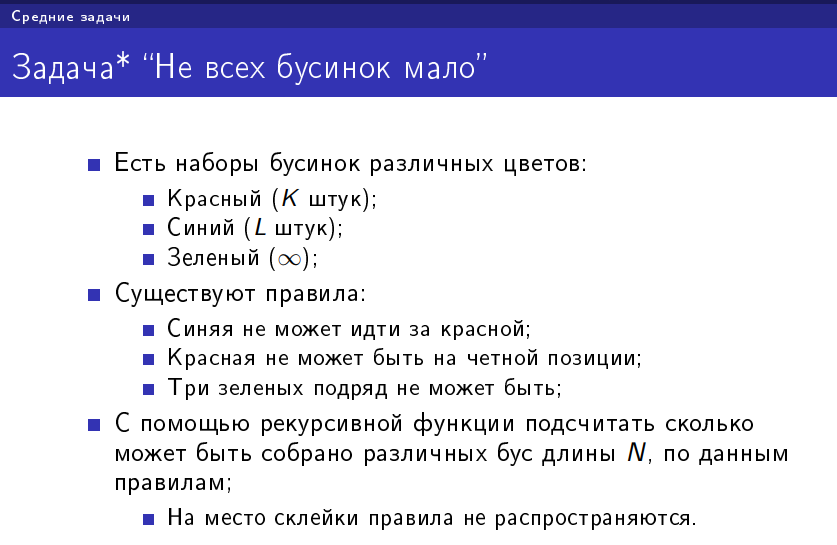 Средние задачи
Задача* “Не всех бусинок мало”
Есть наборы бусинок различных цветов:
Красный (K штук);
Синий (L штук);
Зеленый (∞);
Существуют правила:
Синяя не может идти за красной;
Красная не может быть на четной позиции;
Три зеленых подряд не может быть;
С помощью рекурсивной функции подсчитать сколько
может быть собрано различных бус длины N, по данным
правилам;
На место склейки правила не распространяются.